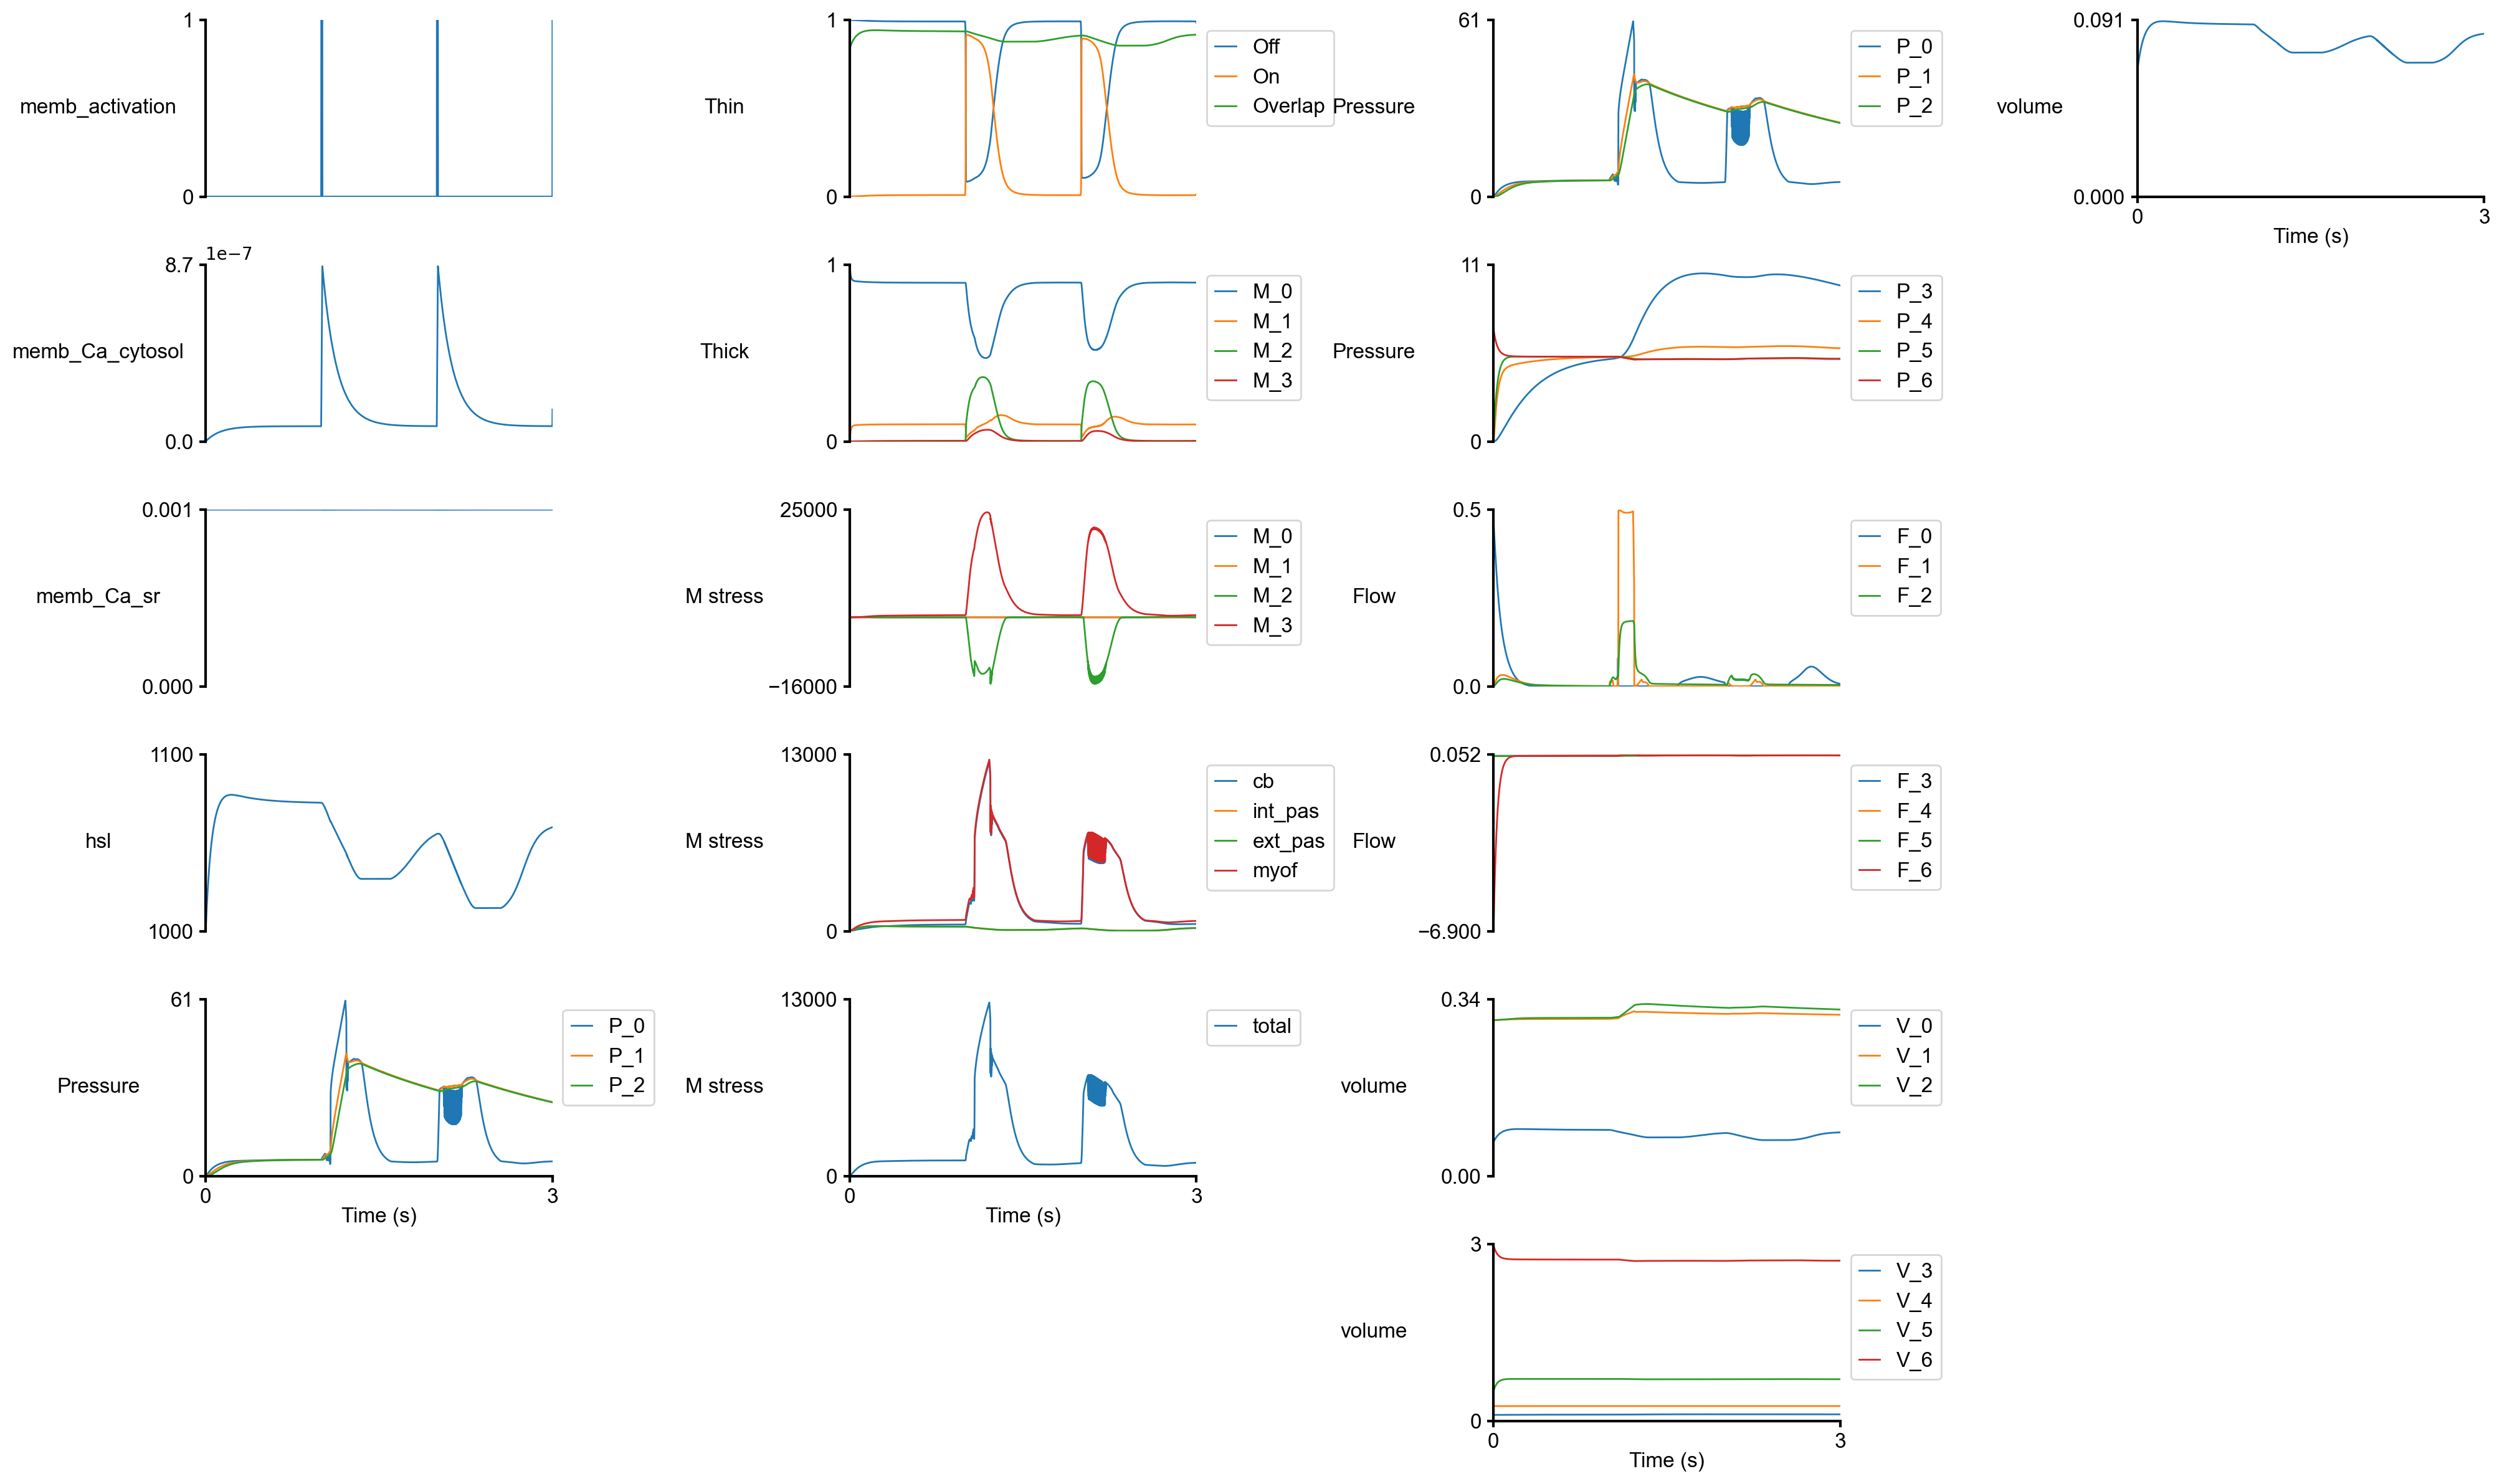 1
memb_activation
0
1
Thin
0
Off
On
Overlap
61
Pressure
0
P_0
P_1
P_2
0.091
volume
0.000
0
3
Time (s)
1e−7
8.7
memb_Ca_cytosol
0.0
1
Thick
0
M_0
M_1
M_2
M_3
11
Pressure
0
P_3
P_4
P_5
P_6
0.001
memb_Ca_sr
0.000
25000
M stress
−16000
M_0
M_1
M_2
M_3
0.5
Flow
0.0
F_0
F_1
F_2
1100
hsl
1000
13000
M stress
0
cb
int_pas
ext_pas
myof
0.052
Flow
−6.900
F_3
F_4
F_5
F_6
61
Pressure
0
0
3
Time (s)
P_0
P_1
P_2
13000
M stress
0
0
3
Time (s)
total
0.34
volume
0.00
V_0
V_1
V_2
3
volume
0
0
3
Time (s)
V_3
V_4
V_5
V_6